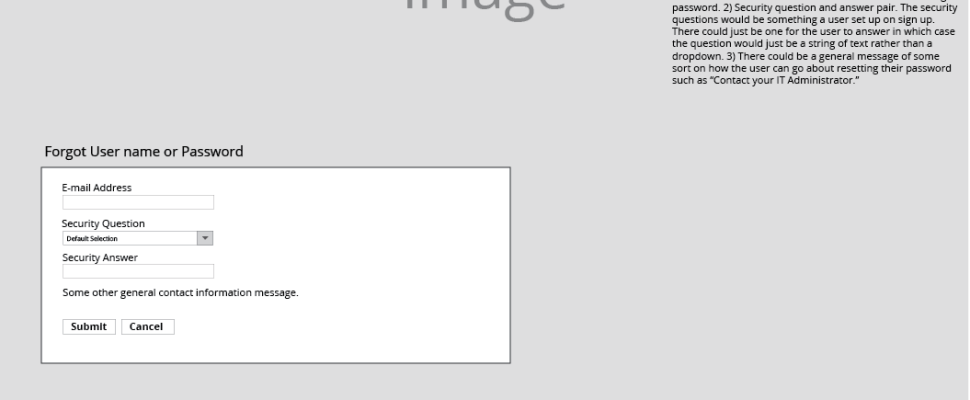 image
password. 2) Security question and answer pair. The security
questions would be something a user set up on sign up.
There could just be one for the user to answer in which case
the question would just be a string of text rather than a
dropdown. 3) There could be a general message of some
sort on how the user can go about resetting their password
such as “Contact your IT Administrator.”
Forgot User name or Password
E-mail Address
Security Question
Default Selection
Security Answer
Some other general contact information message.
Submit
Cancel